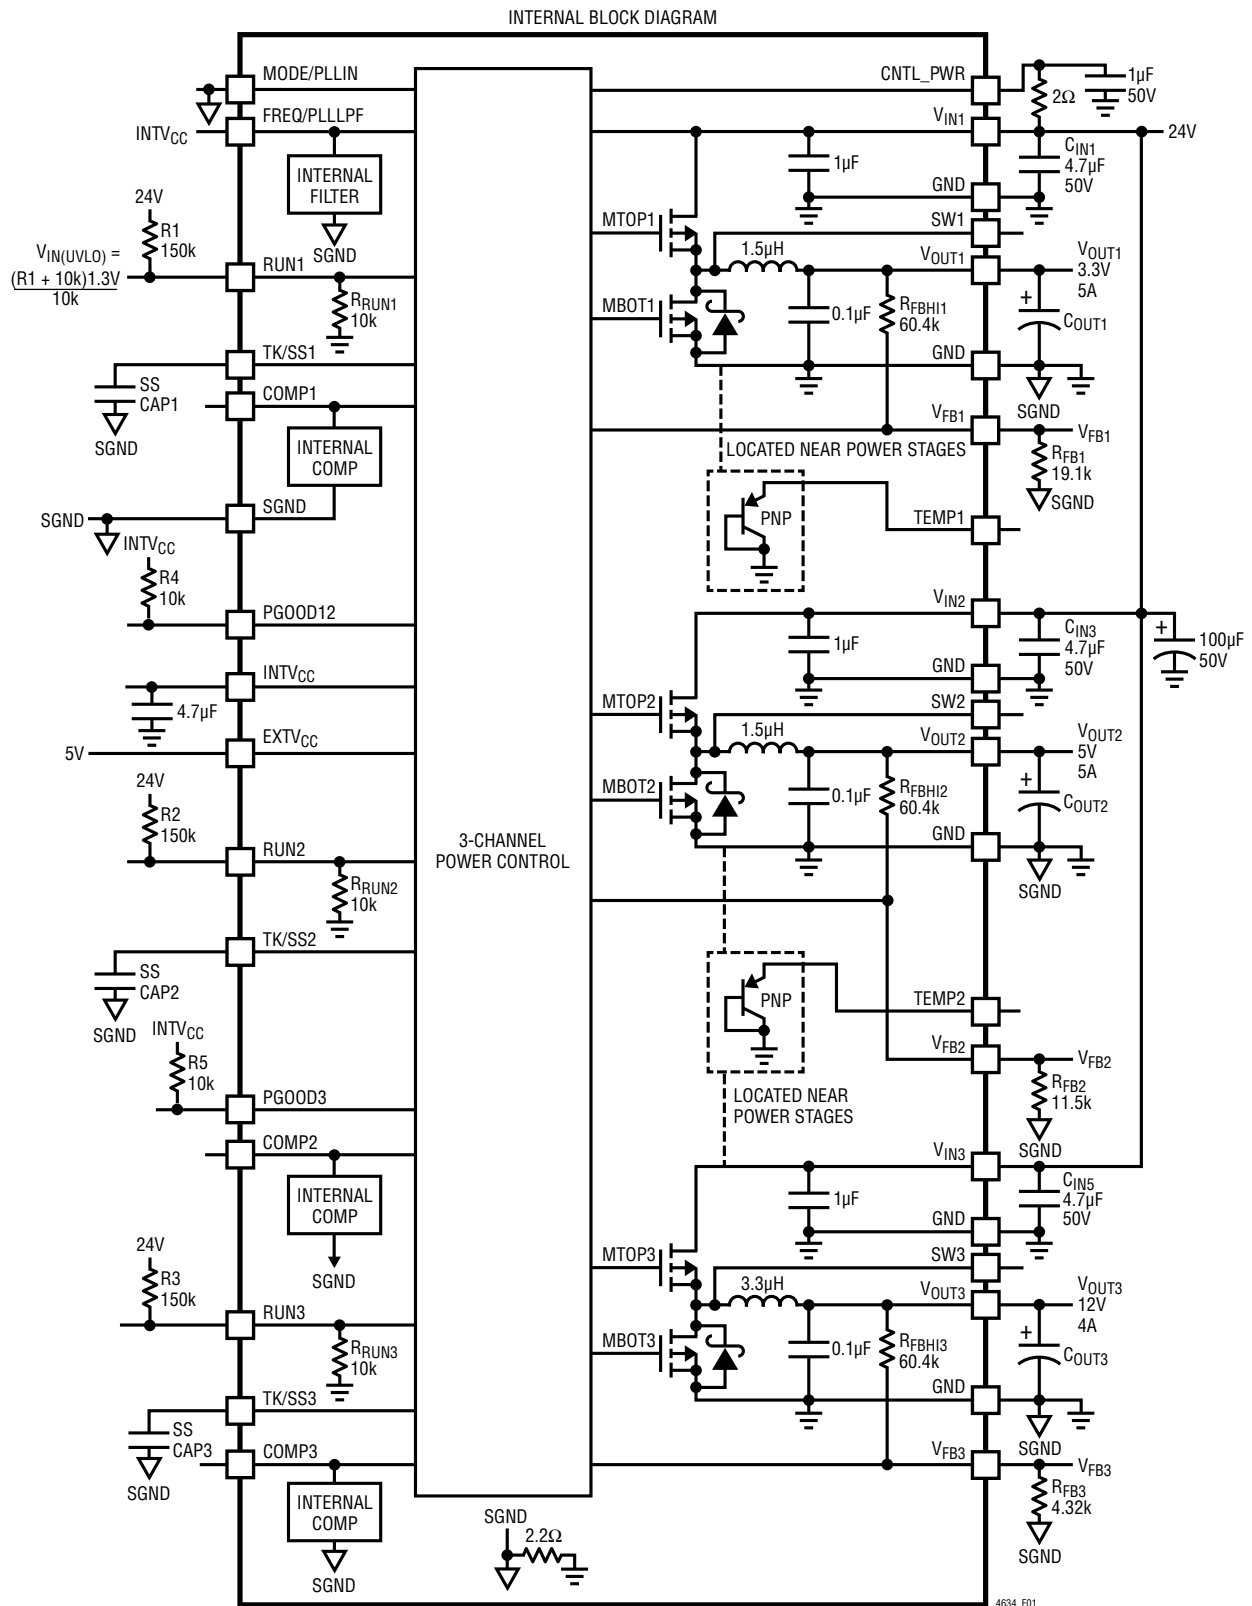 INTERNAL BLOCK DIAGRAM
MODE/PLLIN
FREQ/PLLLPF
INTVCC
INTERNAL
FILTER
SGND
24V
R1
150k
VIN(UVLO) =
(R1 + 10k)1.3V
10k
RUN1
RRUN1
10k
TK/SS1
SS
CAP1
SGND
COMP1
INTERNAL
COMP
SGND
SGND
INTVCC
R4
10k
PGOOD12
INTVCC
4.7µF
5V
EXTVCC
24V
R2
150k
RUN2
RRUN2
10k
TK/SS2
SS
CAP2
SGND
INTVCC
R5
10k
PGOOD3
COMP2
INTERNAL
COMP
SGND
24V
R3
150k
RUN3
RRUN3
10k
TK/SS3
SS
CAP3
SGND
COMP3
INTERNAL
COMP
SGND
3-CHANNEL
POWER CONTROL
SGND
2.2Ω
CNTL_PWR
2Ω
1µF
50V
VIN1
24V
1µF
CIN1
4.7µF
50V
GND
MTOP1
SW1
1.5µH
VOUT1
VOUT1
3.3V
5A
MBOT1
0.1µF
RFBHI1
60.4k
COUT1
GND
SGND
VFB1
VFB1
LOCATED NEAR POWER STAGES
RFB1
19.1k
SGND
PNP
TEMP1
VIN2
1µF
CIN3
4.7µF
50V
100µF
50V
GND
MTOP2
SW2
1.5µH
VOUT2
VOUT2
5V
5A
MBOT2
0.1µF
RFBHI2
60.4k
COUT2
GND
SGND
PNP
TEMP2
VFB2
VFB2
LOCATED NEAR
POWER STAGES
RFB2
11.5k
SGND
VIN3
1µF
CIN5
4.7µF
50V
GND
MTOP3
SW3
3.3µH
VOUT3
VOUT3
12V
4A
MBOT3
0.1µF
RFBHI3
60.4k
COUT3
GND
SGND
VFB3
VFB3
RFB3
4.32k
SGND
4634 F01